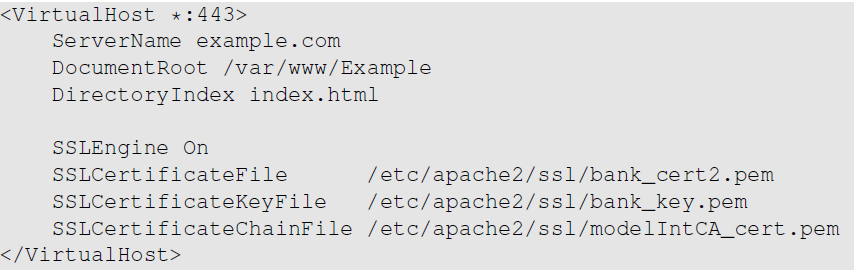 <VirtualHost *:443>
    ServerName example.com
    DocumentRoot /var/www/Example
    DirectoryIndex index.html

    SSLEngine On
    SSLCertificateFile      /etc/apache2/ssl/bank_cert2.pem
    SSLCertificateKeyFile   /etc/apache2/ssl/bank_key.pem
    SSLCertificateChainFile /etc/apache2/ssl/modelIntCA_cert.pem
</VirtualHost>